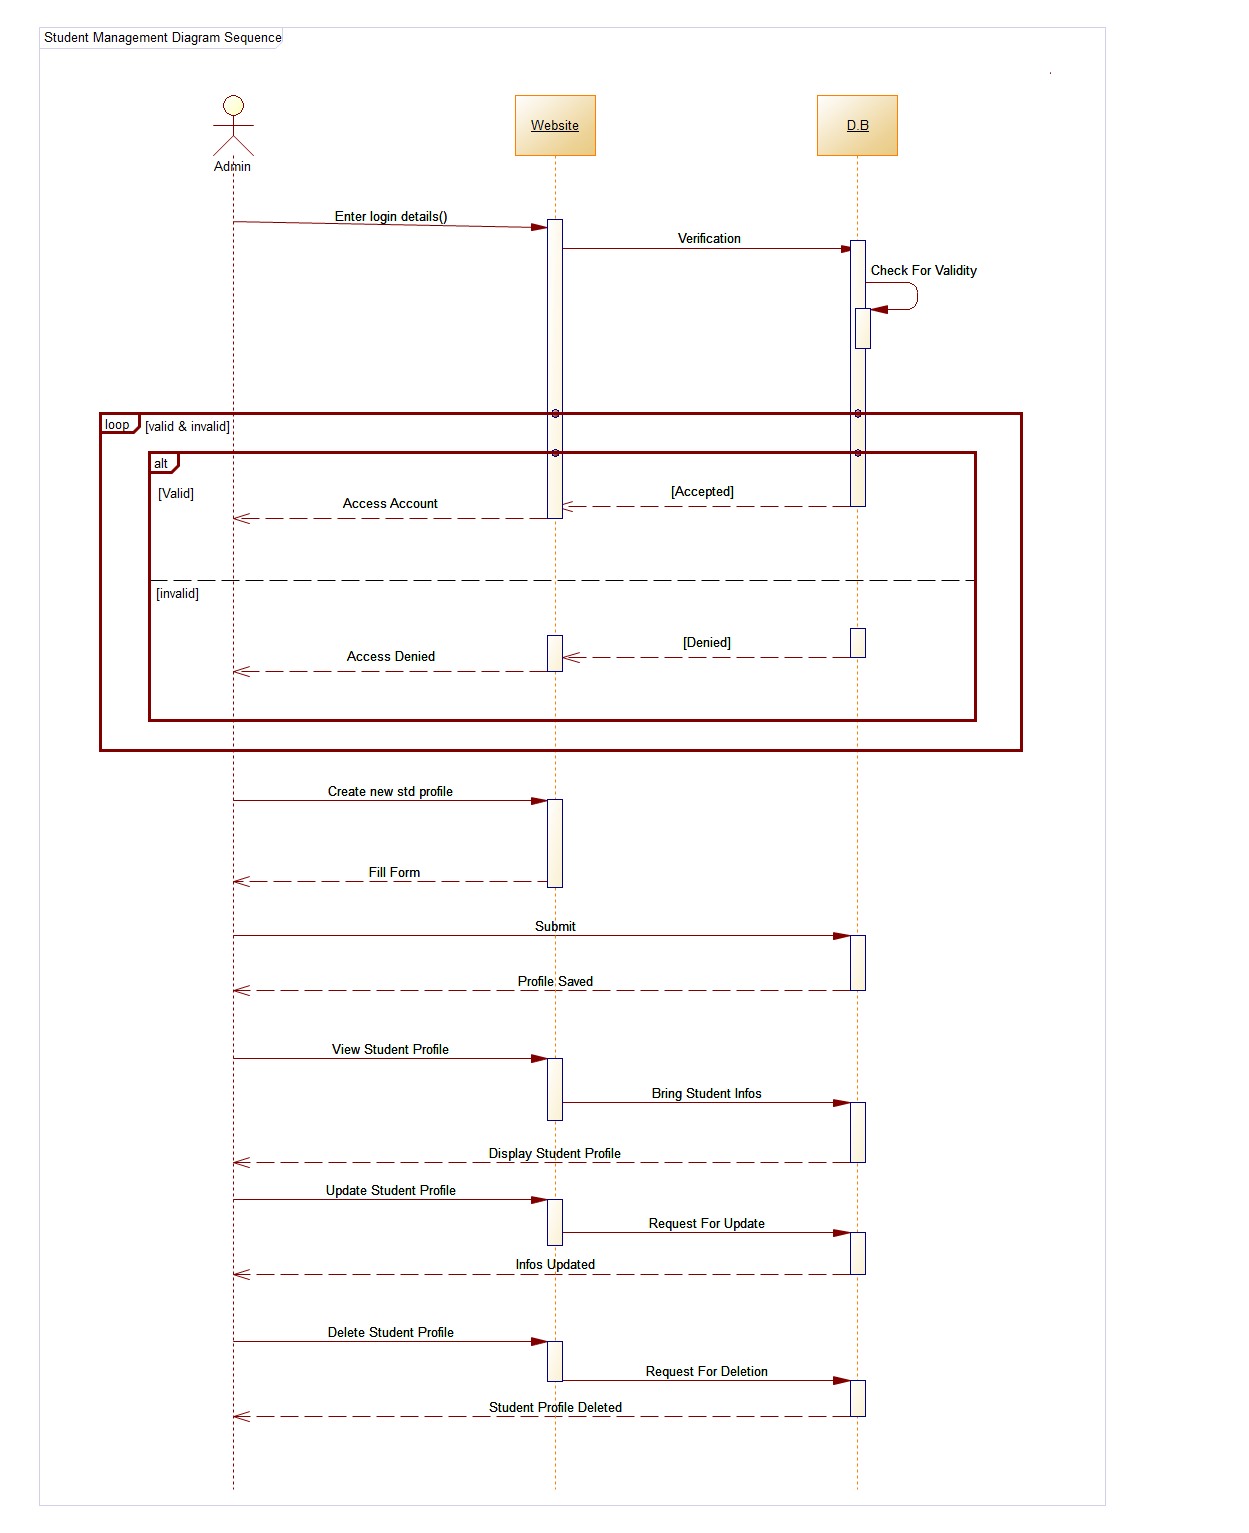 Student Management Diagram Sequence
Admin
Website
D.B
Enter login details()
Verification
Check For Validity
loop
[valid & invalid]
alt
[Valid]
[Accepted]
Access Account
[invalid]
[Denied]
Access Denied
Create new std profile
Fill Form
Submit
Profile Saved
View Student Profile
Bring Student Infos
Display Student Profile
Update Student Profile
Request For Update
Infos Updated
Delete Student Profile
Request For Deletion
Student Profile Deleted